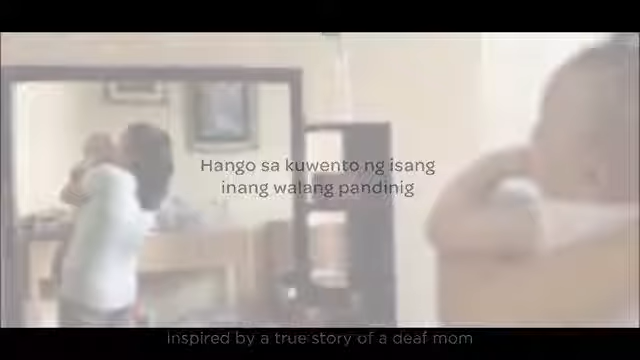 Hango sa kuwento ng isang
inang walang pandinig
Inspired by a true story of a deaf mom